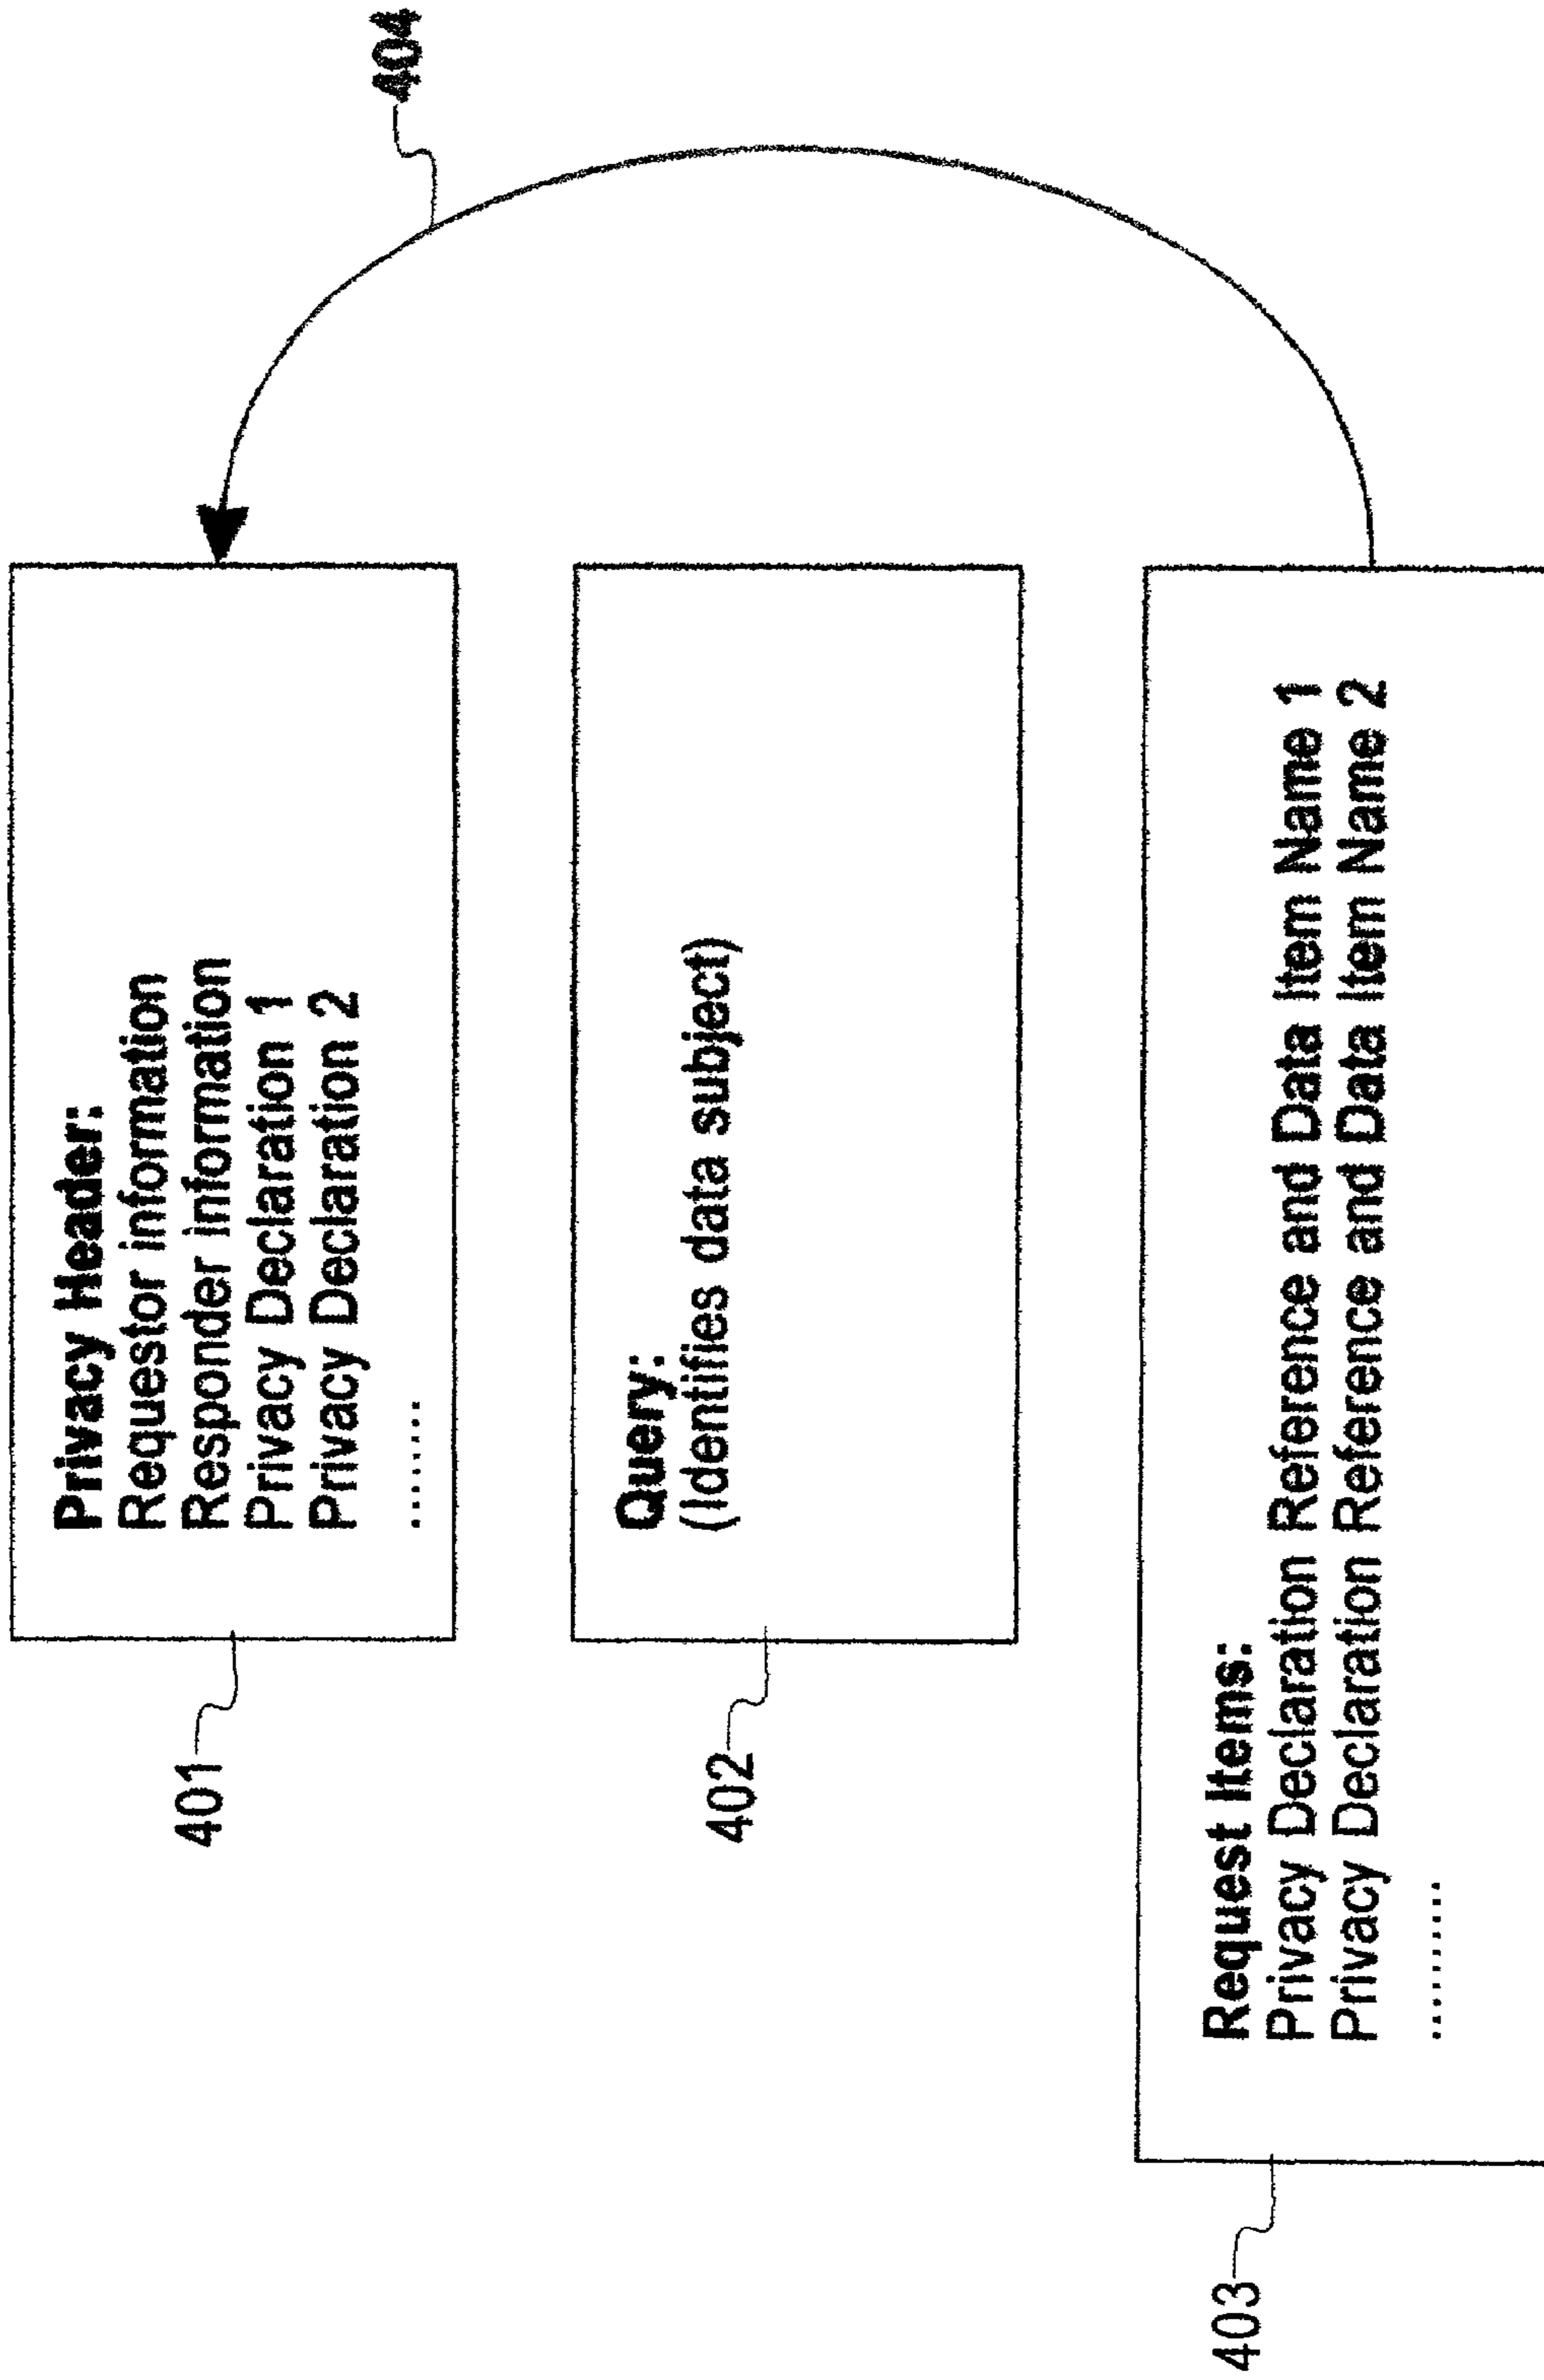 404
401
Privacy Header:
Requestor information
Responder information
Privacy Declaration 1
Privacy Declaration 2
.......
402
Query:
(Identifies data subject)
403
Request Items:
Privacy Declaration Reference and Data Item Name 1
Privacy Declaration Reference and Data Item Name 2
.........